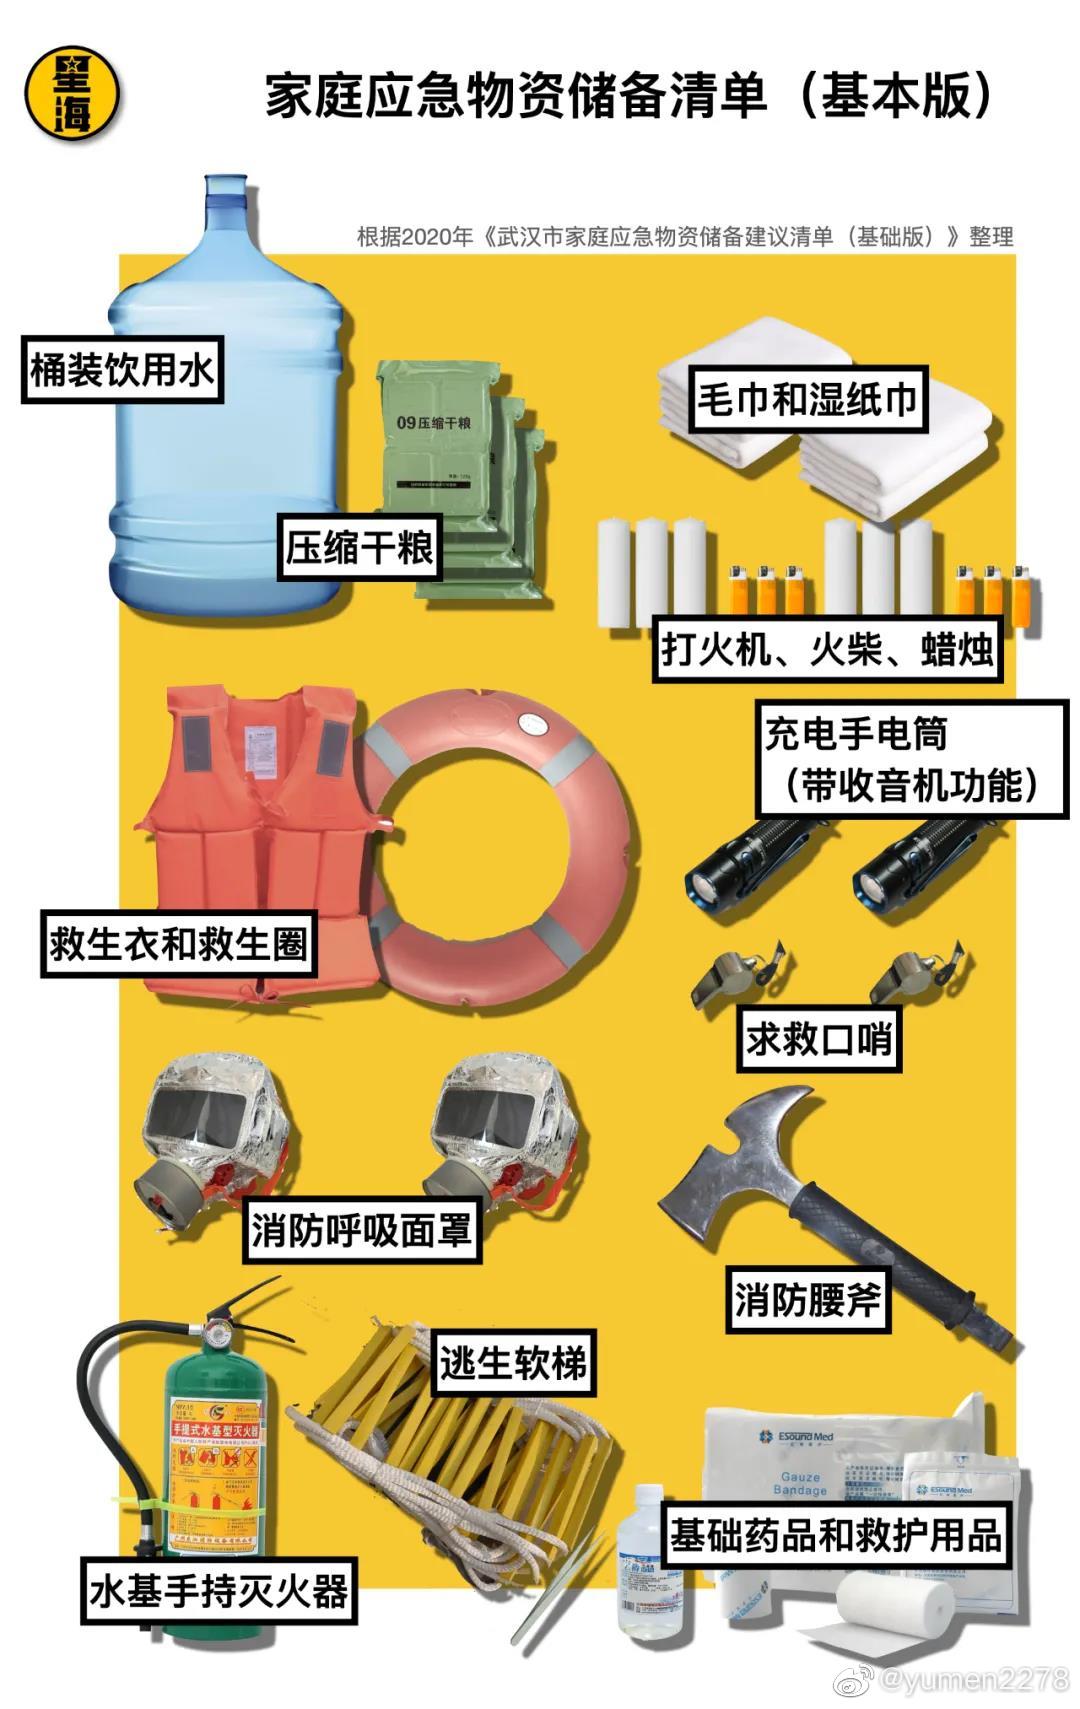 星海
家庭应急物资储备清单（基本版）
根据2020年《武汉市家庭应急物资储备建议清单（基础版）》整理
桶装饮用水
09压缩干粮
压缩干粮
毛巾和湿纸巾
打火机、火柴、蜡烛
充电手电筒
（带收音机功能）
救生衣和救生圈
求救口哨
消防呼吸面罩
消防腰斧
逃生软梯
手提式水基型灭火器
水基手持灭火器
ESound Med
Gauze
Bandage
ESound Med
基础药品和救护用品
@yumen2278